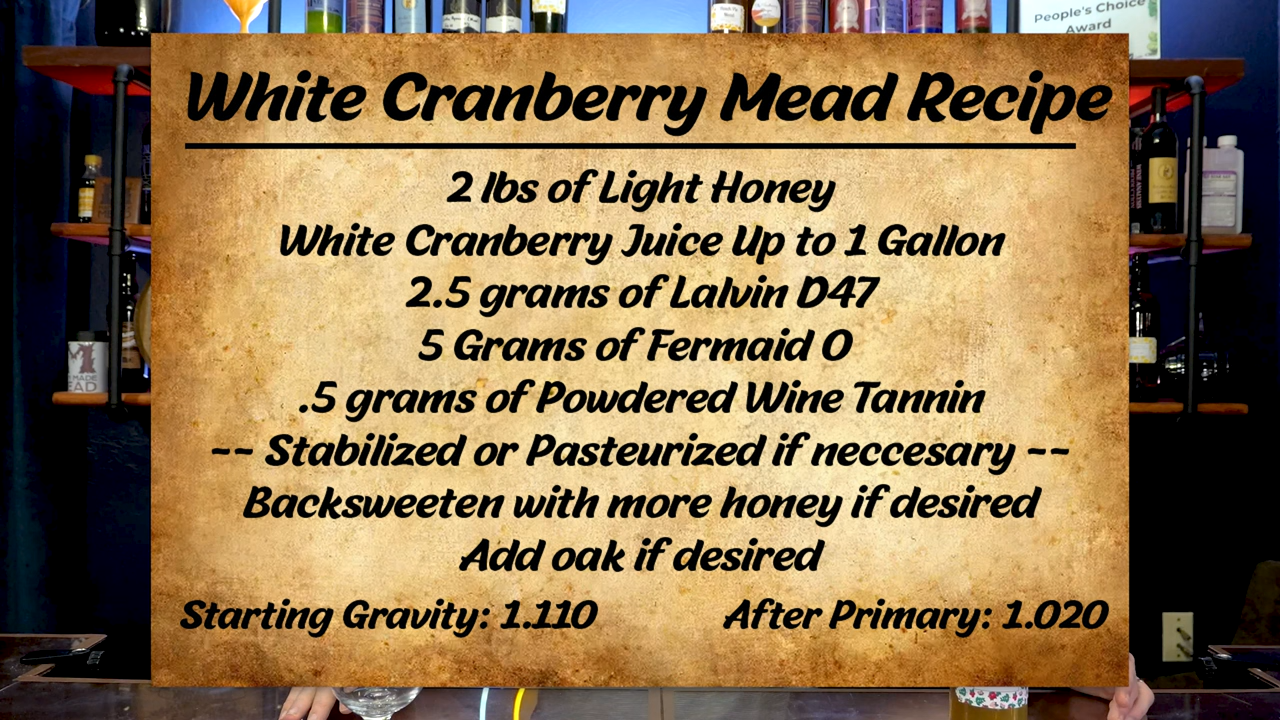 People's Choice
Award
White Cranberry Mead Recipe
2 lbs of Light Honey
White Cranberry Juice Up to 1 Gallon
2.5 grams of Lalvin D47
5 Grams of Fermaid O
.5 grams of Powdered Wine Tannin
-- Stabilized or Pasteurized if neccesary --
Backsweeten with more honey if desired
Add oak if desired
Starting Gravity: 1.110 After Primary: 1.020